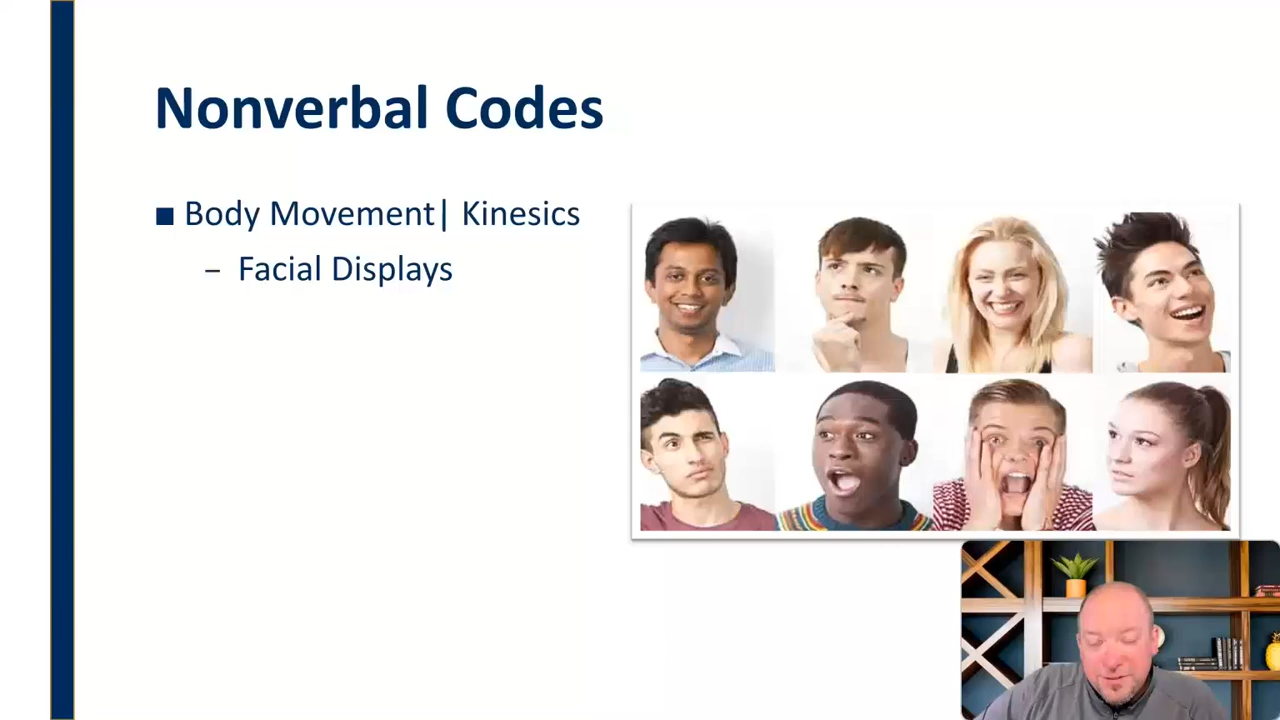 Nonverbal Codes
Body Movement| Kinesics
– Facial Displays